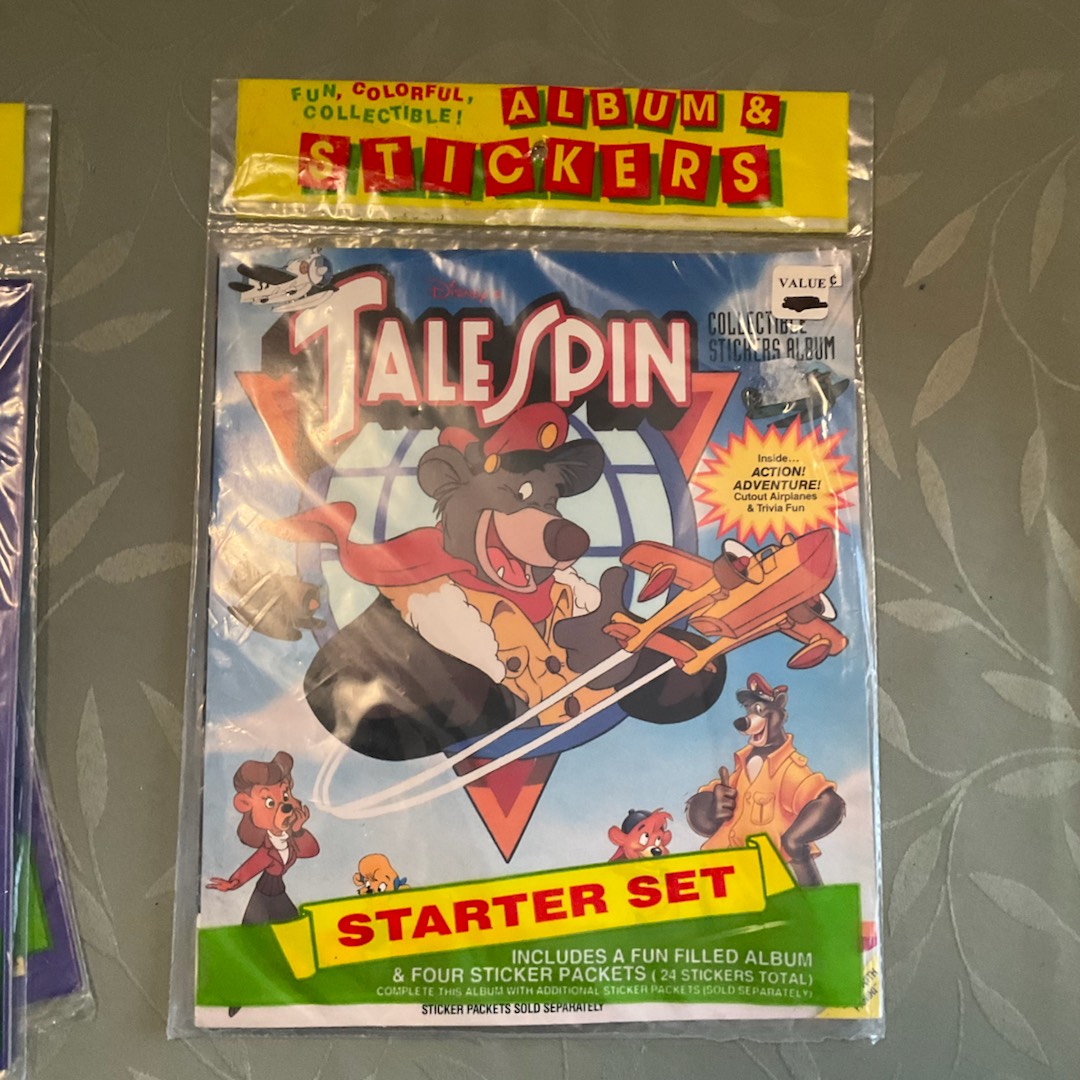 FUN, COLORFUL,
COLLECTIBLE!
ALBUM &
STICKERS
Disney's
TALESPIN
VALUE ¢
COLLECTIBLE
STICKERS ALBUM
Inside...
ACTION!
ADVENTURE!
Cutout Airplanes
& Trivia Fun
STARTER SET
INCLUDES A FUN FILLED ALBUM
& FOUR STICKER PACKETS (24 STICKERS TOTAL)
COMPLETE THIS ALBUM WITH ADDITIONAL STICKER PACKETS (SOLD SEPARATELY)
STICKER PACKETS SOLD SEPARATELY